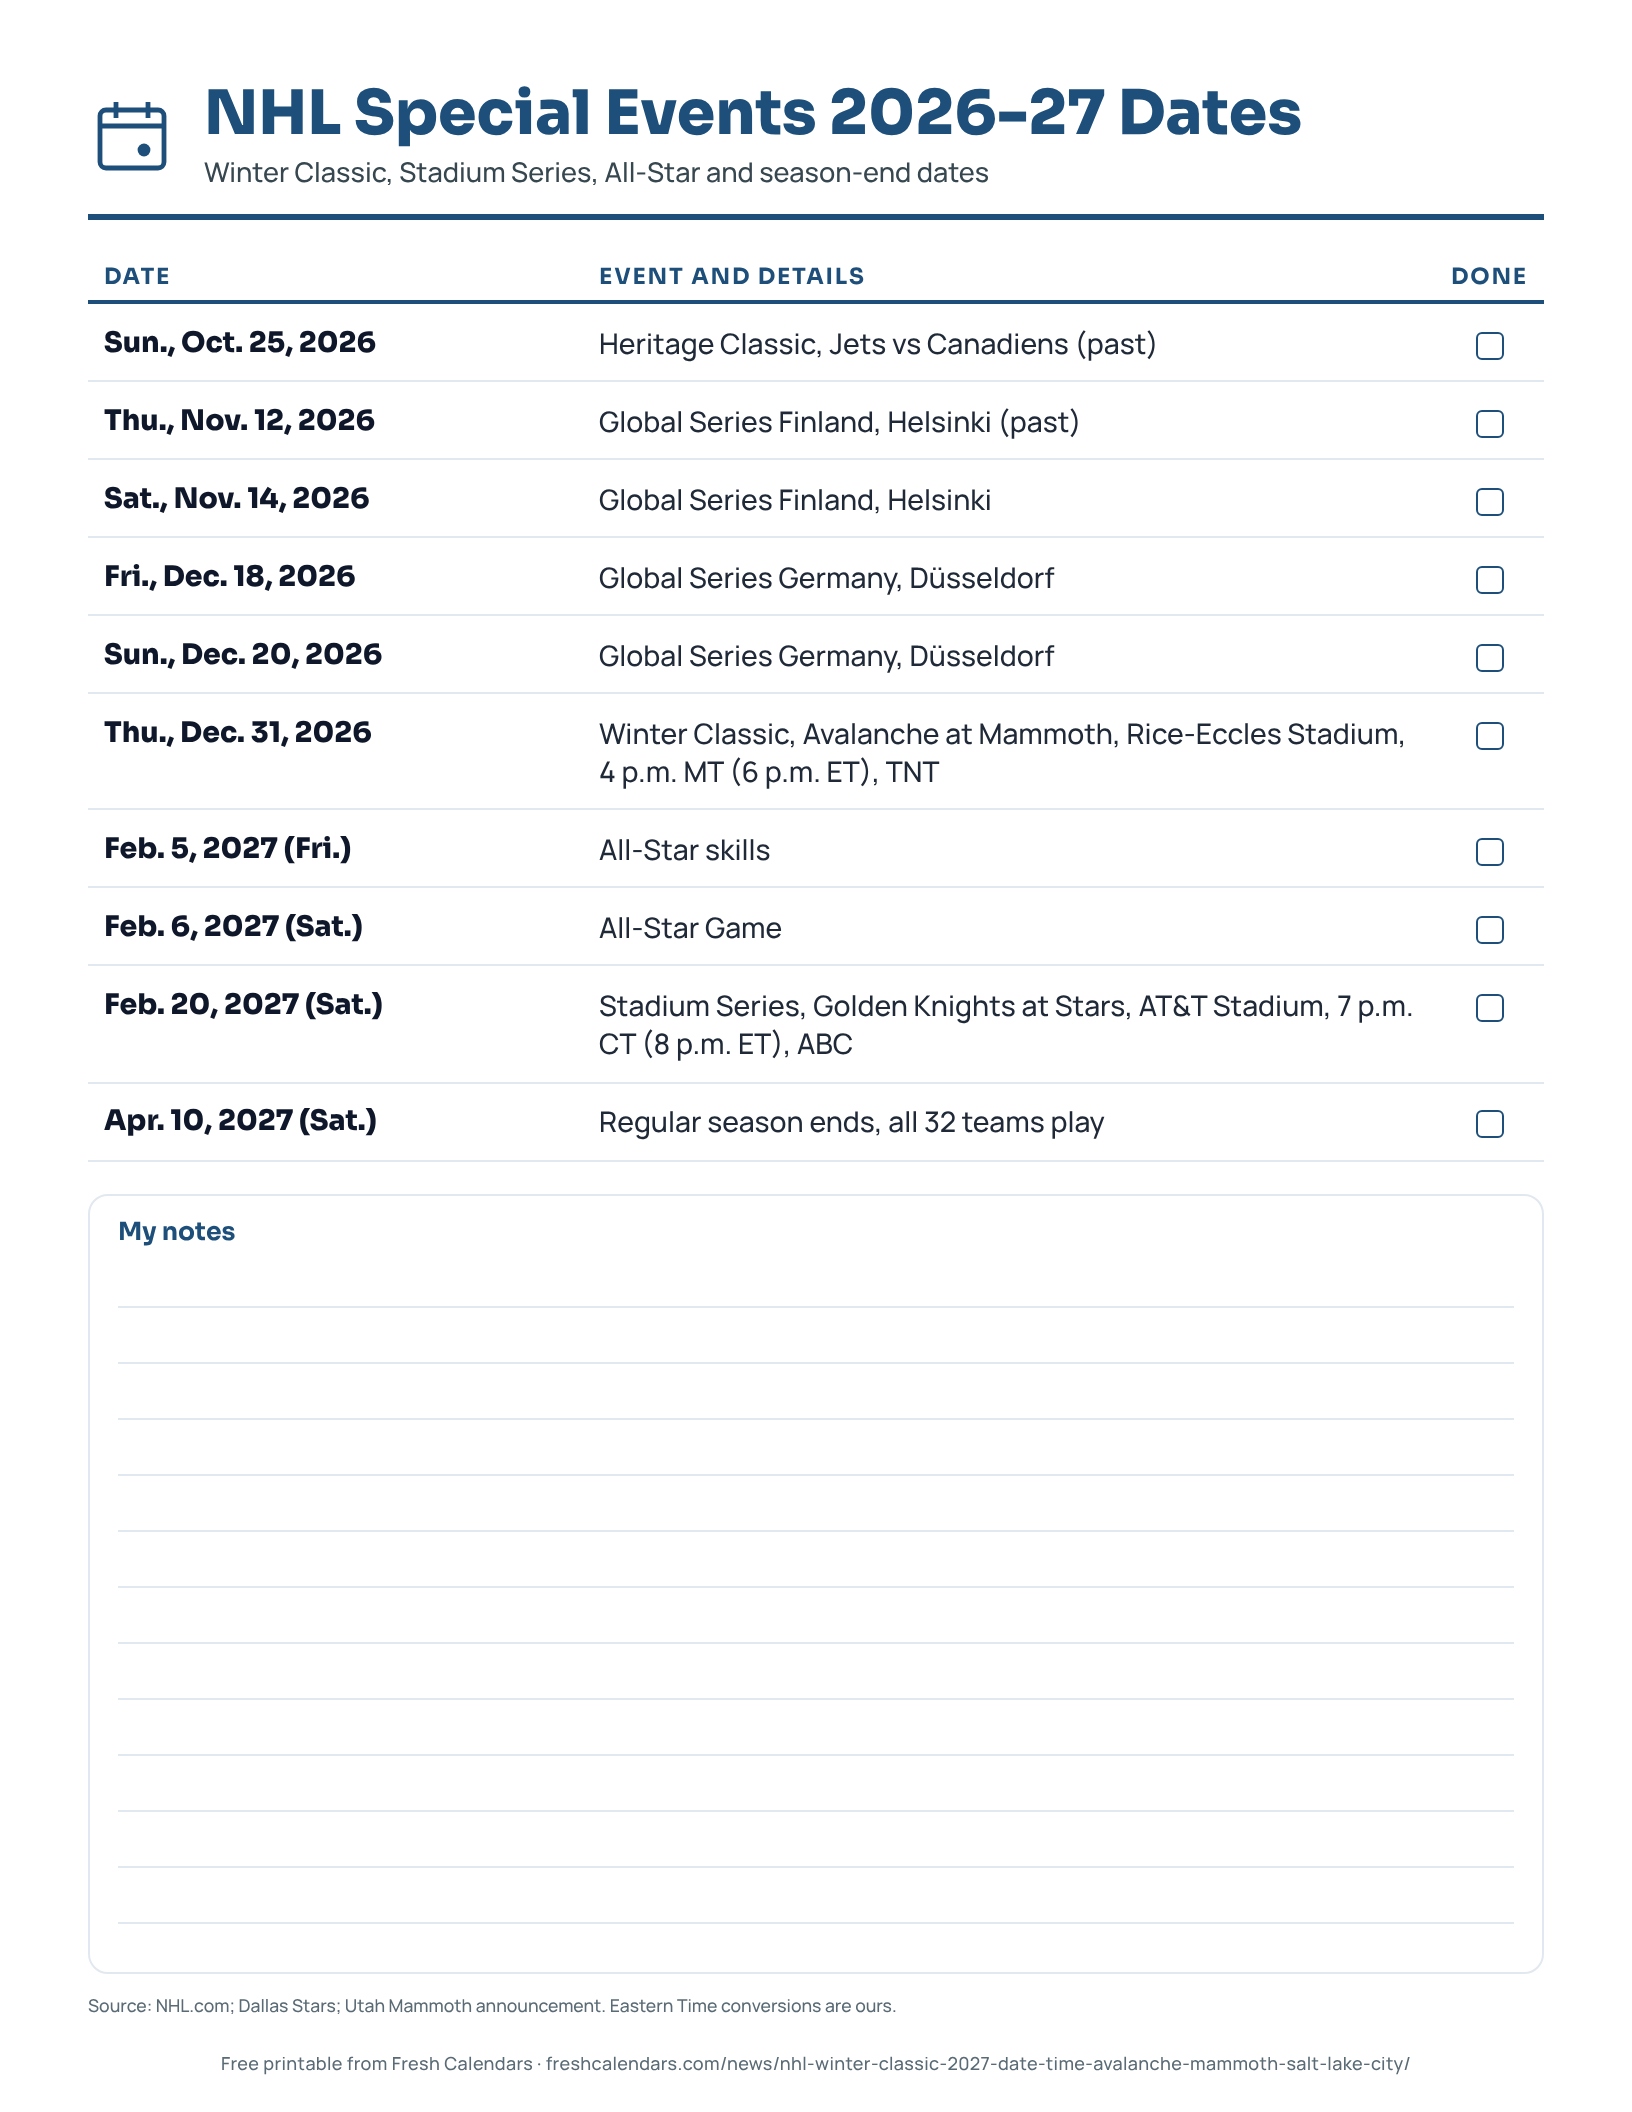 NHL Special Events 2026–27 Dates
Winter Classic, Stadium Series, All-Star and season-end dates
DATE EVENT AND DETAILS DONE
Sun., Oct. 25, 2026 Heritage Classic, Jets vs Canadiens (past)
Thu., Nov. 12, 2026 Global Series Finland, Helsinki (past)
Sat., Nov. 14, 2026 Global Series Finland, Helsinki
Fri., Dec. 18, 2026 Global Series Germany, Düsseldorf
Sun., Dec. 20, 2026 Global Series Germany, Düsseldorf
Thu., Dec. 31, 2026 Winter Classic, Avalanche at Mammoth, Rice-Eccles Stadium,
4 p.m. MT (6 p.m. ET), TNT
Feb. 5, 2027 (Fri.) All-Star skills
Feb. 6, 2027 (Sat.) All-Star Game
Feb. 20, 2027 (Sat.) Stadium Series, Golden Knights at Stars, AT&T Stadium, 7 p.m.
CT (8 p.m. ET), ABC
Apr. 10, 2027 (Sat.) Regular season ends, all 32 teams play
My notes
Source: NHL.com; Dallas Stars; Utah Mammoth announcement. Eastern Time conversions are ours.
Free printable from Fresh Calendars · freshcalendars.com/news/nhl-winter-classic-2027-date-time-avalanche-mammoth-salt-lake-city/